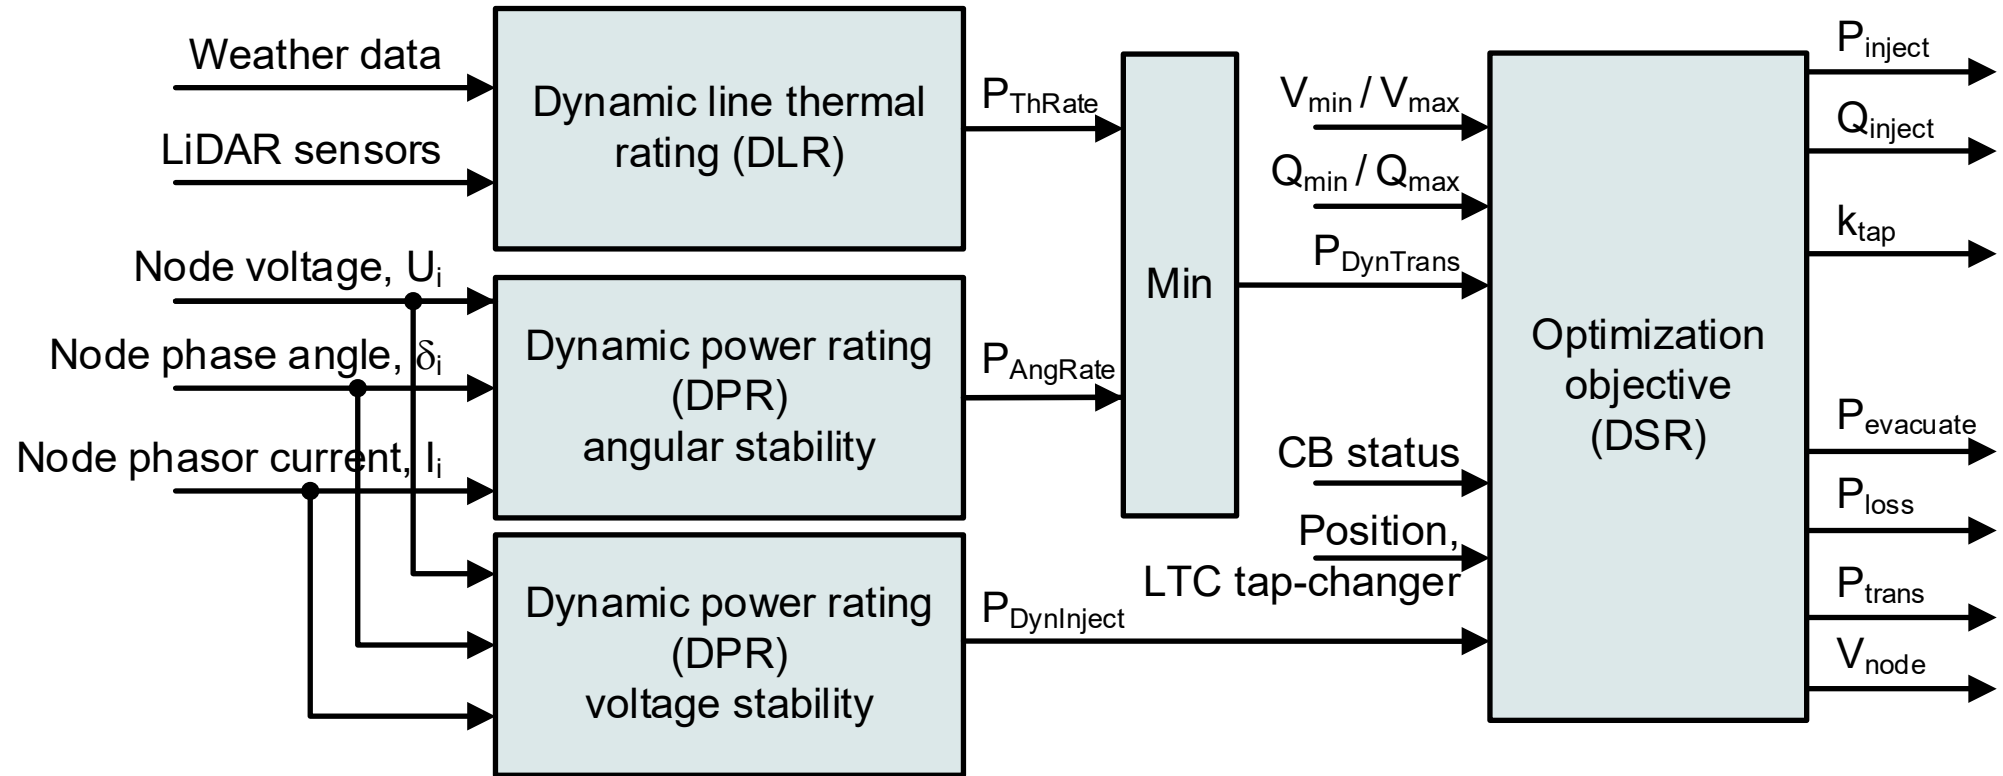 Weather data
LiDAR sensors
Node voltage, Ui
Node phase angle, δi
Node phasor current, Ii
Dynamic line thermal
rating (DLR)
Dynamic power rating
(DPR)
angular stability
Dynamic power rating
(DPR)
voltage stability
PThRate
PAngRate
PDynInject
Min
Vmin / Vmax
Qmin / Qmax
PDynTrans
CB status
Position,
LTC tap-changer
Optimization
objective
(DSR)
Pinject
Qinject
ktap
Pevacuate
Ploss
Ptrans
Vnode